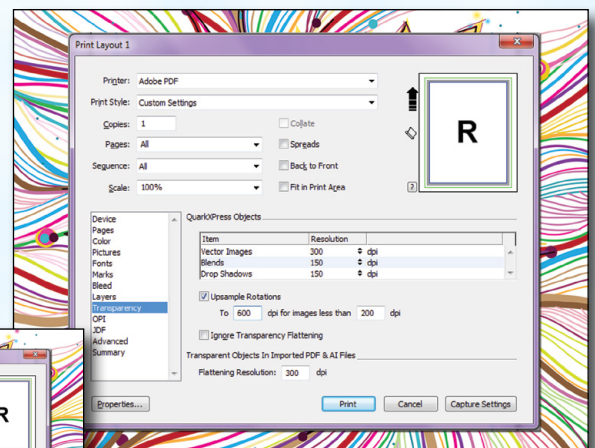 Print Layout 1
Printer: Adobe PDF
Print Style: Custom Settings
Copies: 1 Collate
Pages: All Spreads
Sequence: All Back to Front
Scale: 100% Fit in Print Area
R
2
Device
Pages
Color
Pictures
Fonts
Marks
Bleed
Layers
Transparency
OPI
JDF
Advanced
Summary
QuarkXPress Objects
Item Resolution
Vector Images 300 dpi
Blends 150 dpi
Drop Shadows 150 dpi
Upsample Rotations
To 600 dpi for images less than 200 dpi
Ignore Transparency Flattening
Transparent Objects In Imported PDF & AI Files
Flattening Resolution: 300 dpi
Properties... Print Cancel Capture Settings
R